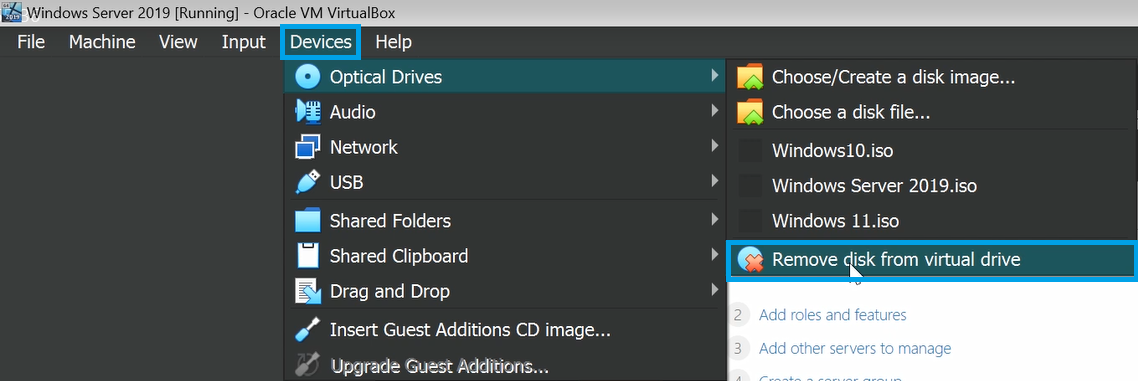 Windows Server 2019 [Running] - Oracle VM VirtualBox
File Machine View Input Devices Help
Optical Drives
Audio
Network
USB
Shared Folders
Shared Clipboard
Drag and Drop
Insert Guest Additions CD image...
Upgrade Guest Additions...
Choose/Create a disk image...
Choose a disk file...
Windows10.iso
Windows Server 2019.iso
Windows 11.iso
Remove disk from virtual drive
2 Add roles and features
3 Add other servers to manage
4 Create a server group